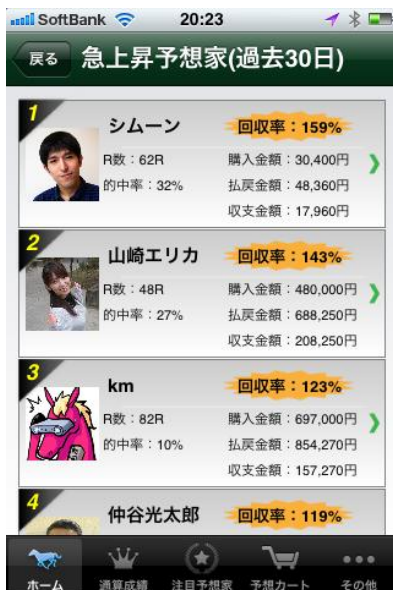 SoftBank 20:23
戻る 急上昇予想家(過去30日)
1
シムーン 回収率：159%
R数：62R 購入金額：30,400円
的中率：32% 払戻金額：48,360円
収支金額：17,960円
2
山崎エリカ 回収率：143%
R数：48R 購入金額：480,000円
的中率：27% 払戻金額：688,250円
収支金額：208,250円
3
km 回収率：123%
R数：82R 購入金額：697,000円
的中率：10% 払戻金額：854,270円
収支金額：157,270円
4
仲谷光太郎 回収率：119%
ホーム 通算成績 注目予想家 予想カート その他